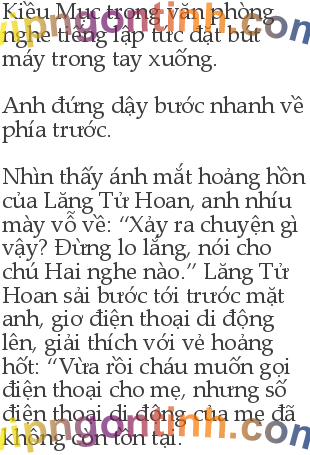 Kiều Mục trong văn phòng
nghe tiếng lập tức đặt bút
máy trong tay xuống.
Anh đứng dậy bước nhanh về
phía trước.
Nhìn thấy ánh mắt hoảng hồn
của Lăng Tử Hoan, anh nhíu
mày vỗ về: “Xảy ra chuyện gì
vậy? Đừng lo lắng, nói cho
chú Hai nghe nào.” Lăng Tử
Hoan sải bước tới trước mặt
anh, giơ điện thoại di động
lên, giải thích với vẻ hoảng
hốt: “Vừa rồi cháu muốn gọi
điện thoại cho mẹ, nhưng số
điện thoại di động của mẹ đã
không còn tồn tại.
vipngontinh.com
vipngontinh.com